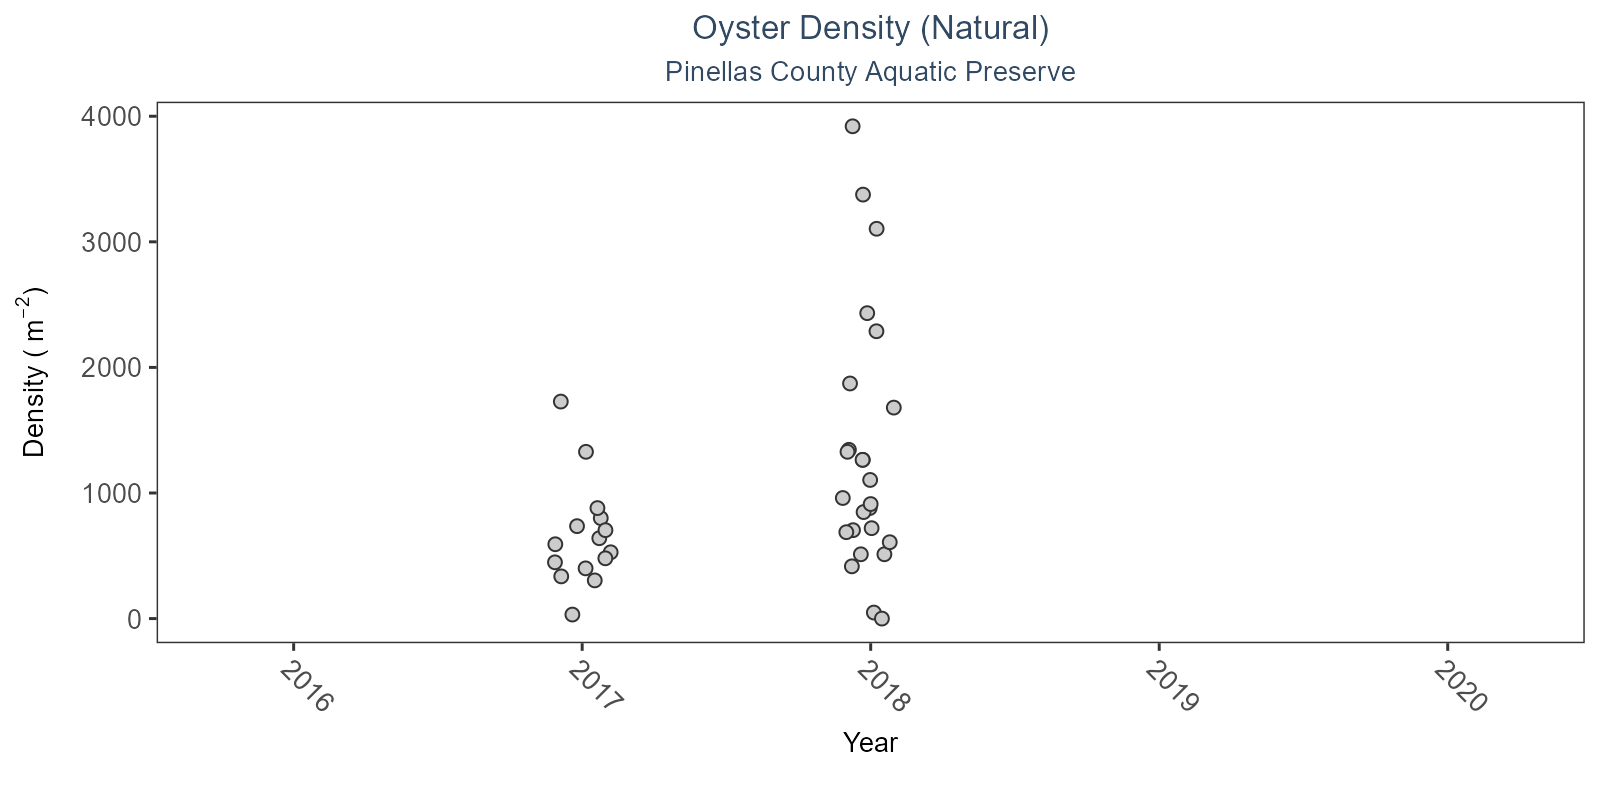 Oyster Density (Natural)
Pinellas County Aquatic Preserve
4000
3000
2000
1000
0
Density ( m⁻²)
2016
2017
2018
2019
2020
Year